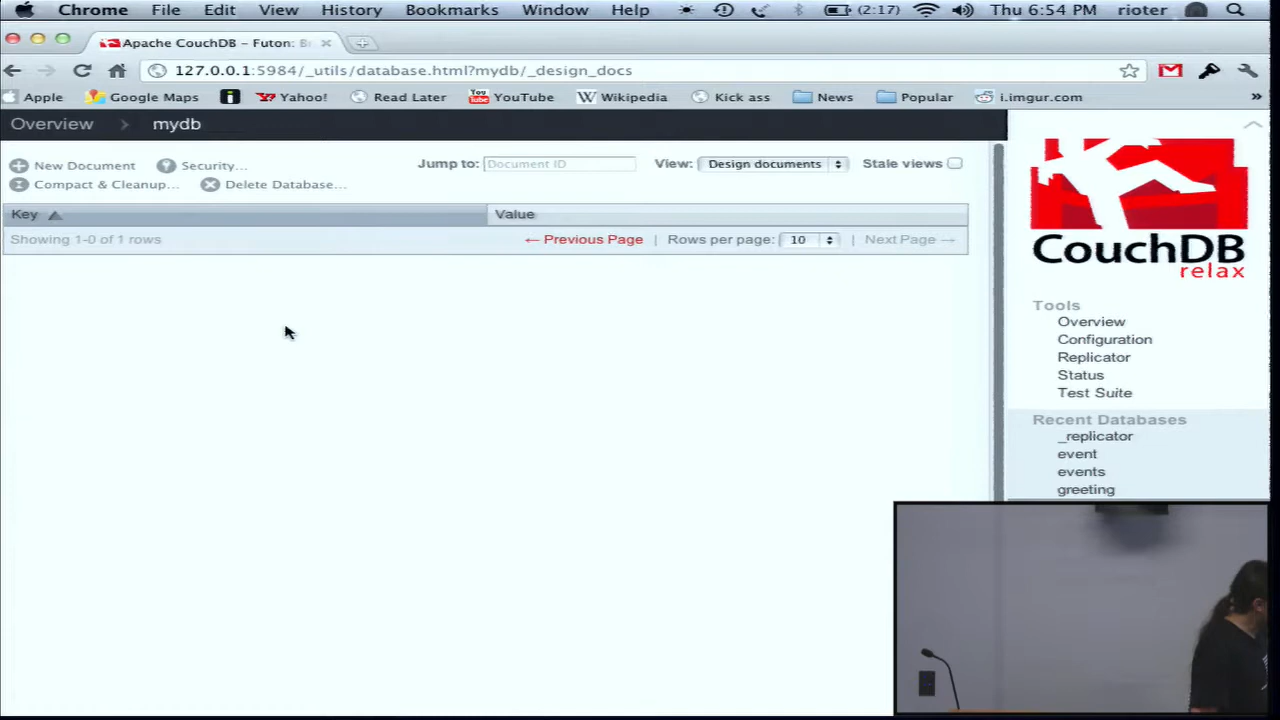 Chrome File Edit View History Bookmarks Window Help (2:17) Thu 6:54 PM rioter
Apache CouchDB – Futon: Br
127.0.0.1:5984/_utils/database.html?mydb/_design_docs
Apple Google Maps Yahoo! Read Later You Tube YouTube W Wikipedia Kick ass News Popular i.imgur.com »
Overview mydb
New Document Security... Jump to: Document ID View: Design documents Stale views
Compact & Cleanup... Delete Database...
Key Value
Showing 1-0 of 1 rows ← Previous Page | Rows per page: 10 | Next Page →
CouchDB
relax
Tools
Overview
Configuration
Replicator
Status
Test Suite
Recent Databases
_replicator
event
events
greeting